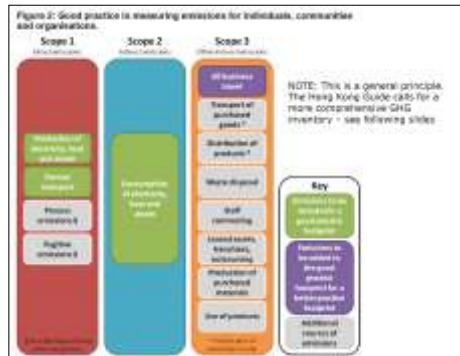 Figure 2: Good practice in measuring emissions for individuals, communities
and organisations.
Scope 1
Scope 2
Scope 3
All business
travel
Transport of
purchased
goods
Distribution of
products
Waste disposal
Staff
commuting
Leased assets,
franchises,
outsourcing
Production of
purchased
materials
Use of products
Production of
electricity, heat
and steam
Process
emissions
Fugitive
emissions
Consumption
of electricity,
heat and
steam
NOTE: This is a general principle.
The Hong Kong Guide calls for a
more comprehensive GHG
inventory – see following slides
Key
Emissions to be
included in a
good practice
footprint
Emissions to
be added to
the good
practice
footprint for a
better practice
footprint
Additional
sources of
emissions